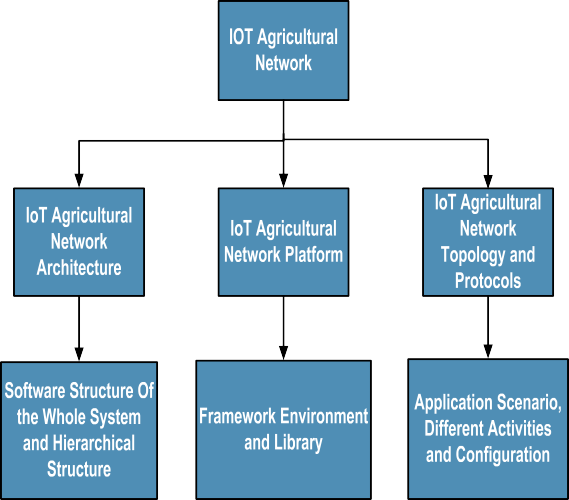 IOT Agricultural
Network
IoT Agricultural
Network
Architecture
IoT Agricultural
Network Platform
IoT Agricultural
Network
Topology and
Protocols
Software Structure Of
the Whole System
and Hierarchical
Structure
Framework Environment
and Library
Application Scenario,
Different Activities
and Configuration